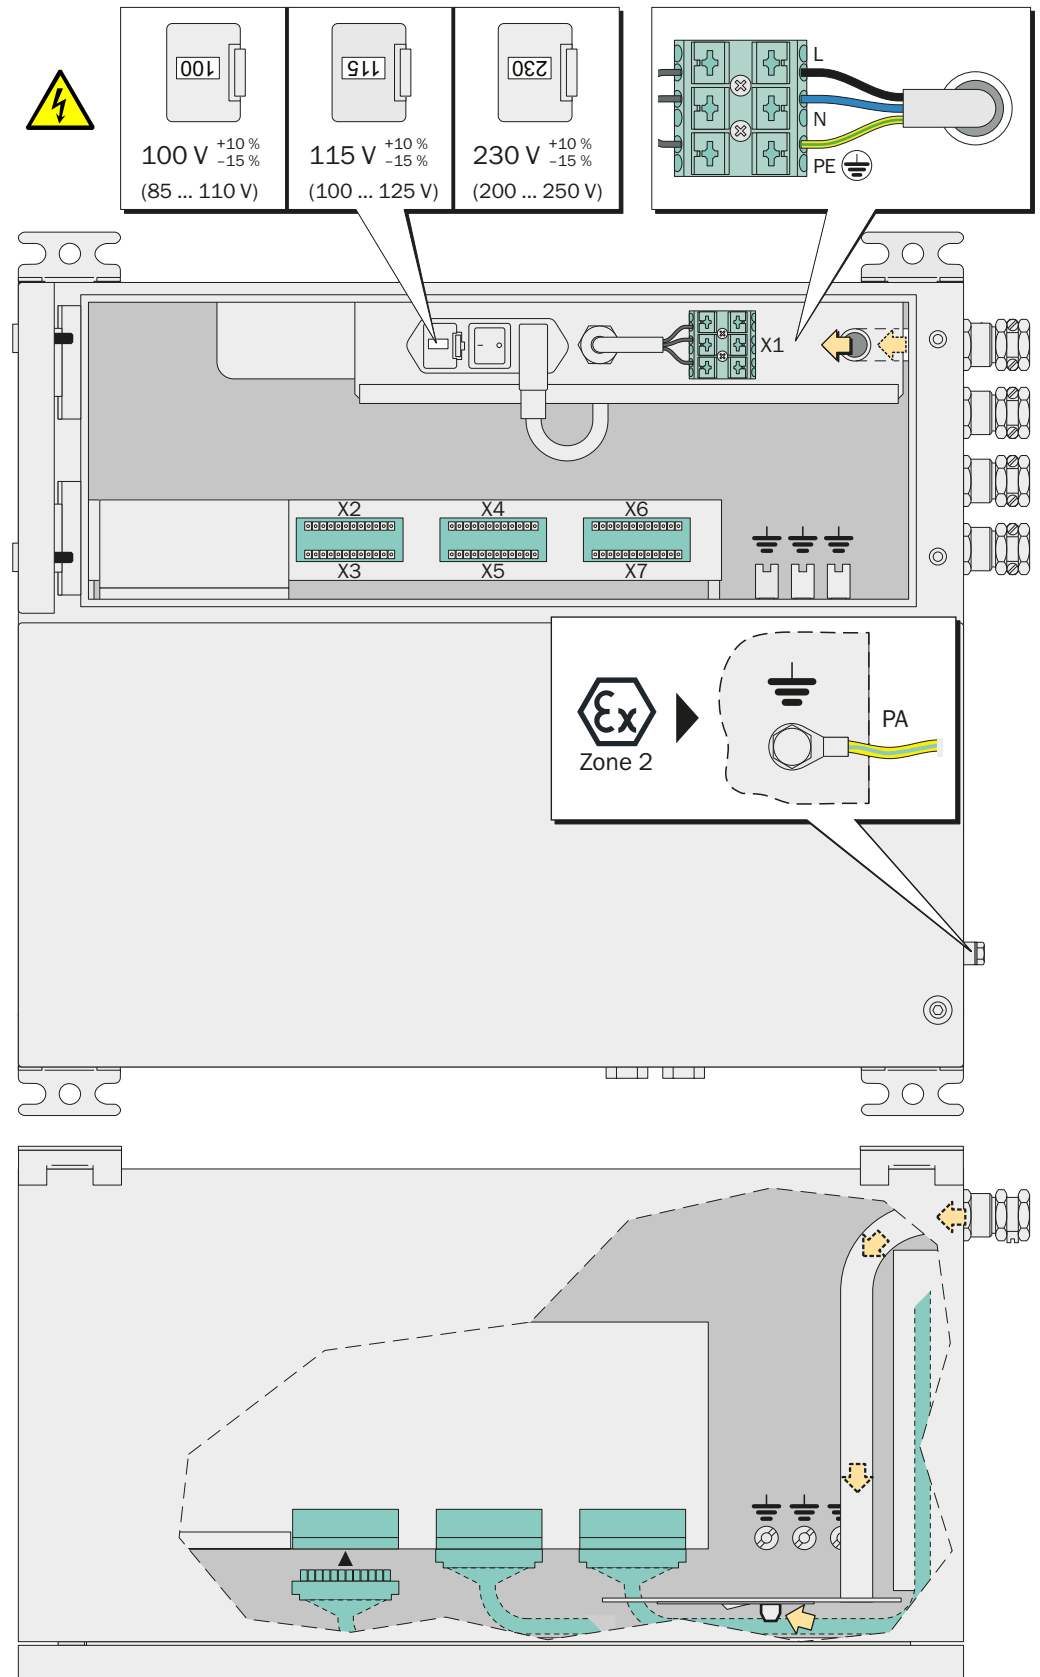 100
115
230
100 V +10 % –15 %
115 V +10 % –15 %
230 V +10 % –15 %
(85 ... 110 V)
(100 ... 125 V)
(200 ... 250 V)
L
N
PE
X1
X2
X4
X6
X3
X5
X7
εx
Zone 2
PA